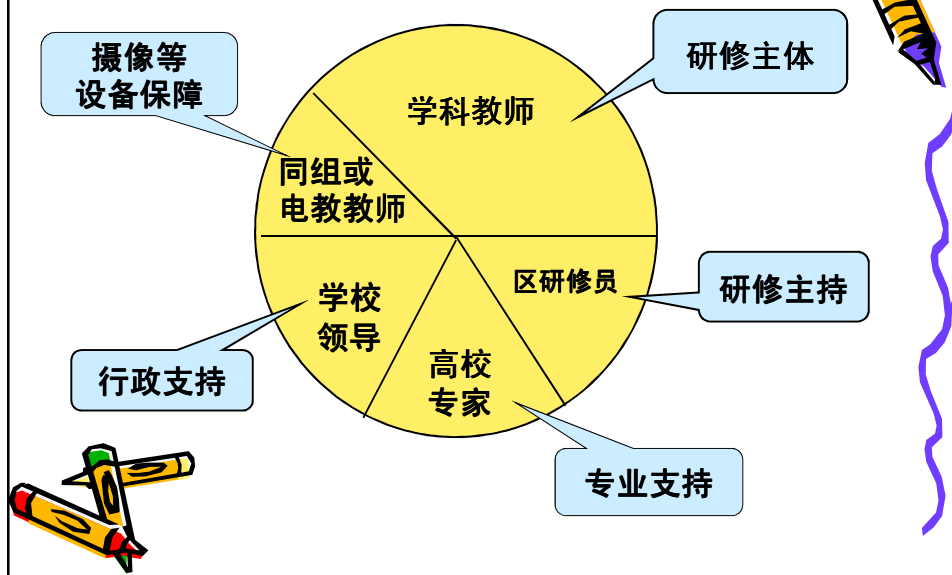 摄像等
设备保障
研修主体
学科教师
同组或
电教教师
区研修员
研修主持
学校
领导
高校
专家
行政支持
专业支持